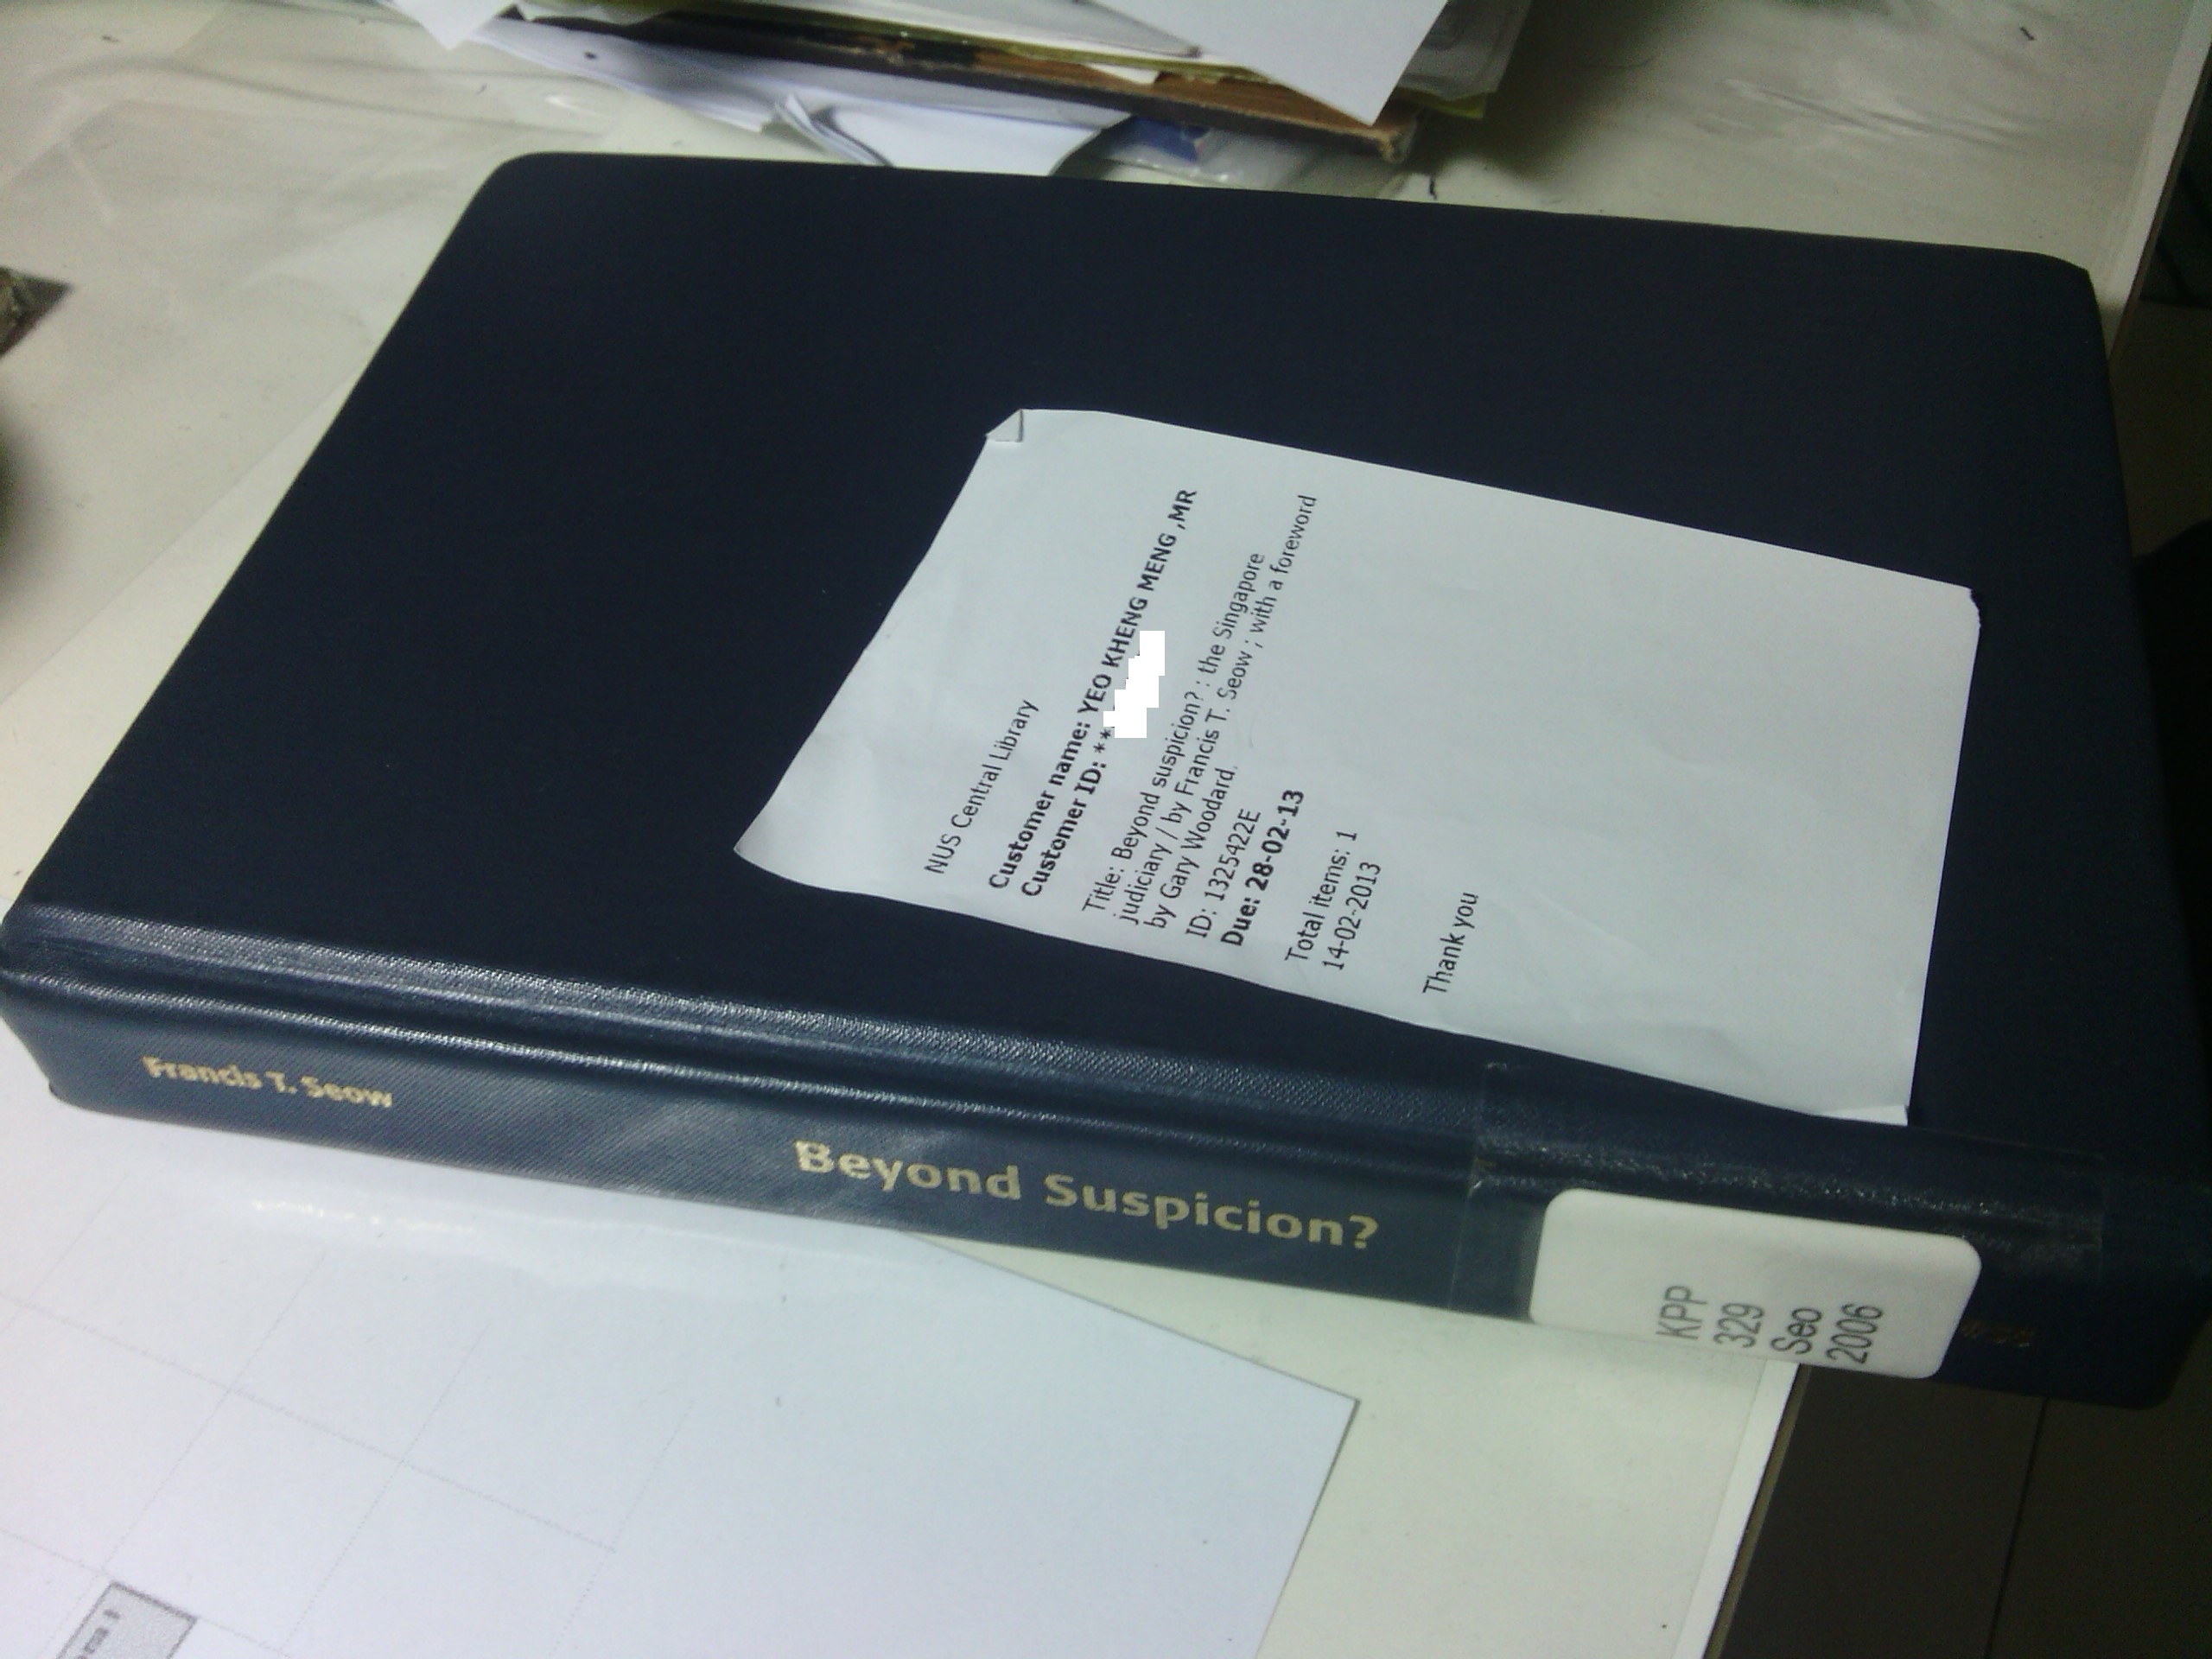 NUS Central Library
Customer name: YEO KHENG MENG ,MR
Customer ID: **
Title: Beyond suspicion? : the Singapore
judiciary / by Francis T. Seow ; with a foreword
by Gary Woodard.
ID: 1325422E
Due: 28-02-13
Total items: 1
14-02-2013
Thank you
Francis T. Seow
Beyond Suspicion?
KPP
329
Seo
2006